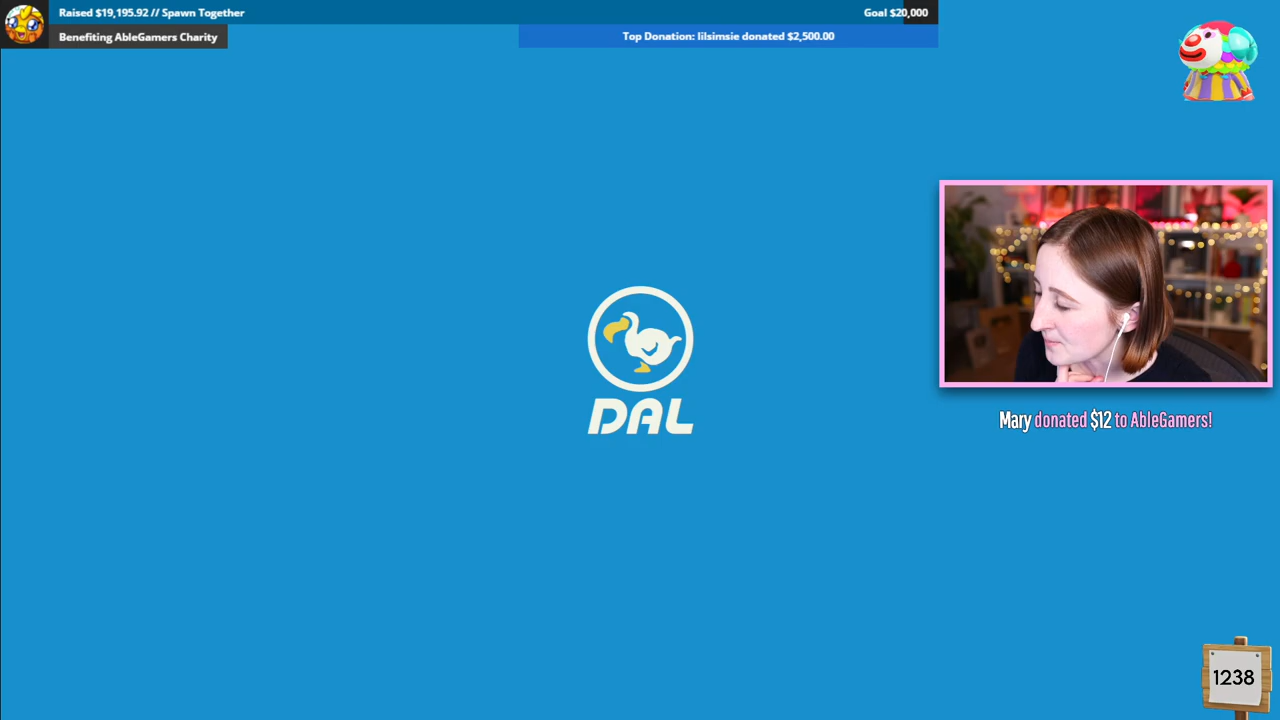 Raised $19,195.92 // Spawn Together
Goal $20,000
Benefiting AbleGamers Charity
Top Donation: lilsimsie donated $2,500.00
DAL
Mary donated $12 to AbleGamers!
1238